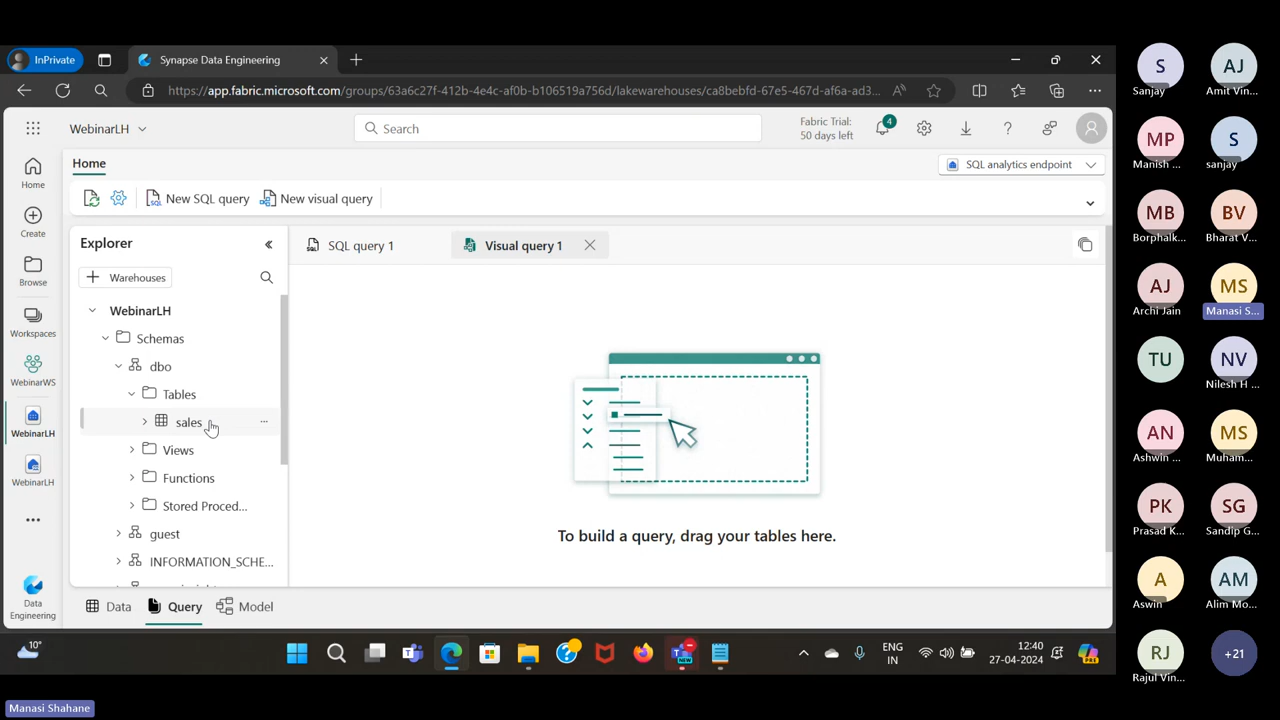 InPrivate
Synapse Data Engineering
https://app.fabric.microsoft.com/groups/63a6c27f-412b-4e4c-af0b-b106519a756d/lakewarehouses/ca8bebfd-67e5-467d-af6a-ad3...
WebinarLH
Search
Fabric Trial:
50 days left
4
Home
SQL analytics endpoint
New SQL query
New visual query
Home
Create
Browse
Workspaces
WebinarWS
WebinarLH
WebinarLH
Data
Engineering
Explorer
Warehouses
WebinarLH
Schemas
dbo
Tables
sales
Views
Functions
Stored Proced...
guest
INFORMATION_SCHE...
SQL query 1
Visual query 1
To build a query, drag your tables here.
Data
Query
Model
10°
ENG
IN
12:40
27-04-2024
Manasi Shahane
S
Sanjay
AJ
Amit Vin...
MP
Manish ...
S
sanjay
MB
Borphalk...
BV
Bharat V...
AJ
Archi Jain
MS
Manasi S...
TU
NV
Nilesh H ...
AN
Ashwin ...
MS
Muham...
PK
Prasad K...
SG
Sandip G...
A
Aswin
AM
Alim Mo...
RJ
Rajul Vin...
+21